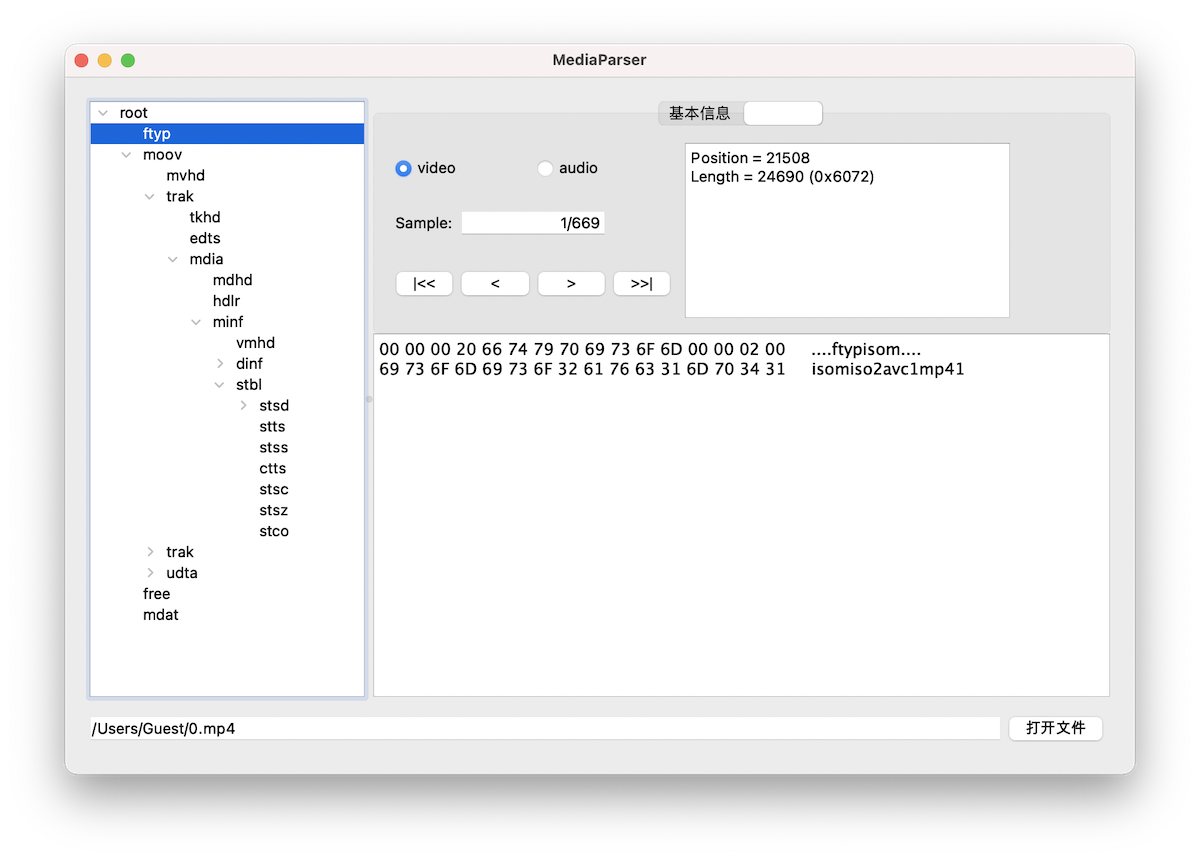 MediaParser
root
ftyp
moov
mvhd
trak
tkhd
edts
mdia
mdhd
hdlr
minf
vmhd
dinf
stbl
stsd
stts
stss
ctts
stsc
stsz
stco
trak
udta
free
mdat
基本信息
video audio
Sample: 1/669
|<< < > >>|
Position = 21508
Length = 24690 (0x6072)
00 00 00 20 66 74 79 70 69 73 6F 6D 00 00 02 00 ....ftypisom....
69 73 6F 6D 69 73 6F 32 61 76 63 31 6D 70 34 31 isomiso2avc1mp41
/Users/Guest/0.mp4 打开文件